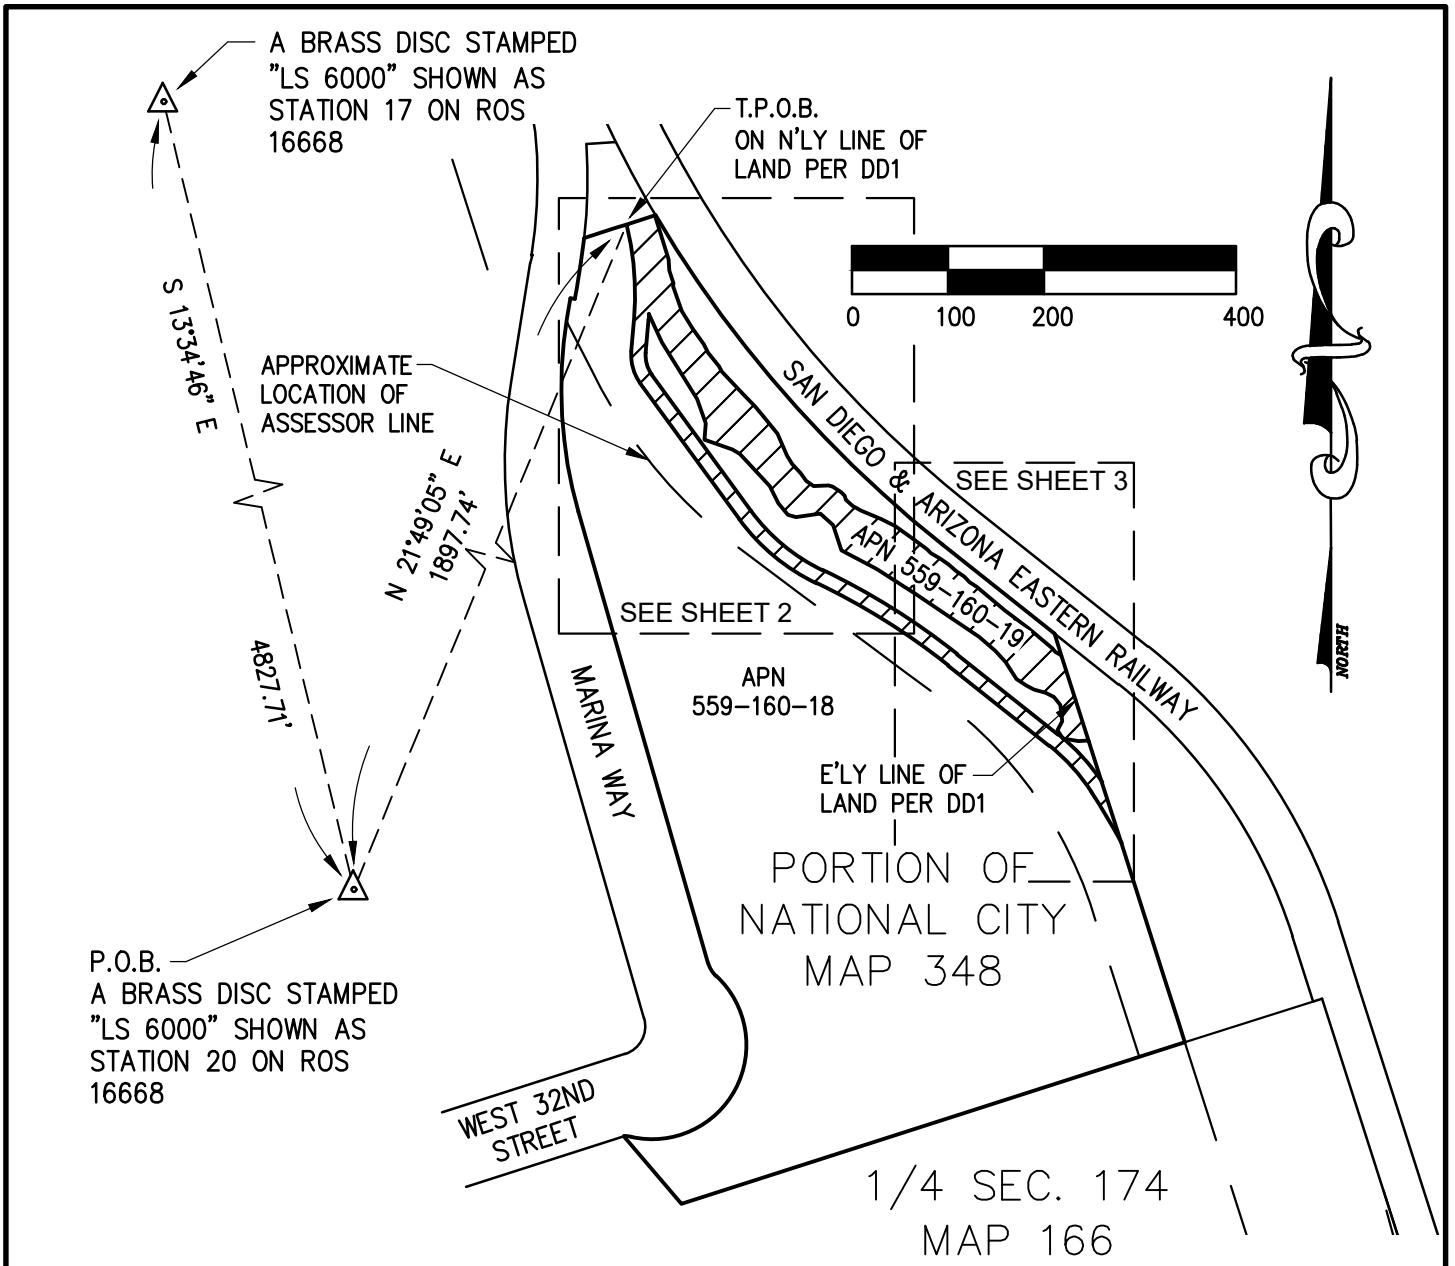 A BRASS DISC STAMPED
"LS 6000" SHOWN AS
STATION 17 ON ROS
16668
T.P.O.B.
ON N'LY LINE OF
LAND PER DD1
0 100 200 400
S 13°34'46" E
4827.71'
APPROXIMATE
LOCATION OF
ASSESSOR LINE
N 21°49'05" E
1897.74'
SAN DIEGO & ARIZONA EASTERN RAILWAY
SEE SHEET 3
APN 559-160-19
SEE SHEET 2
NORTH
APN
559-160-18
MARINA WAY
E'LY LINE OF
LAND PER DD1
PORTION OF
NATIONAL CITY
MAP 348
P.O.B.
A BRASS DISC STAMPED
"LS 6000" SHOWN AS
STATION 20 ON ROS
16668
WEST 32ND
STREET
1/4 SEC. 174
MAP 166